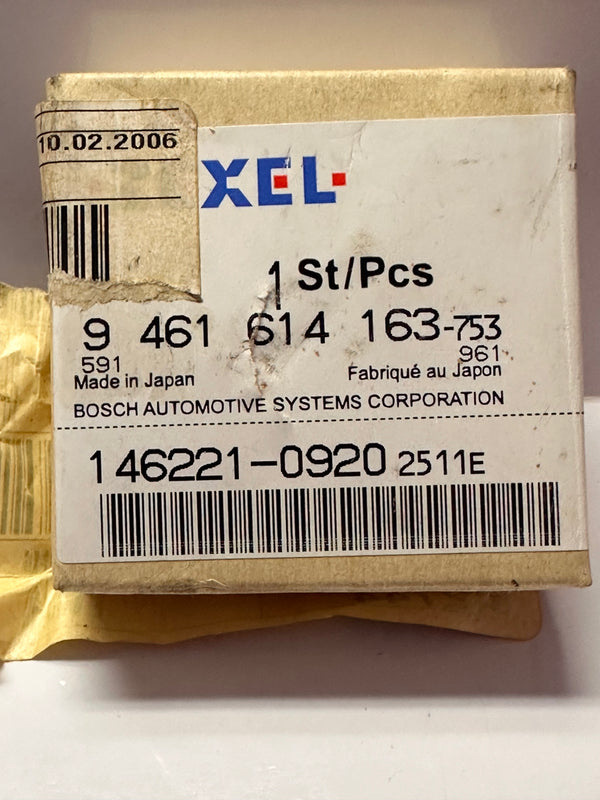 10.02.2006
XEL
1 St/Pcs
9 461 614 163-753
591 961
Made in Japan Fabriqué au Japon
BOSCH AUTOMOTIVE SYSTEMS CORPORATION
146221-0920 2511E